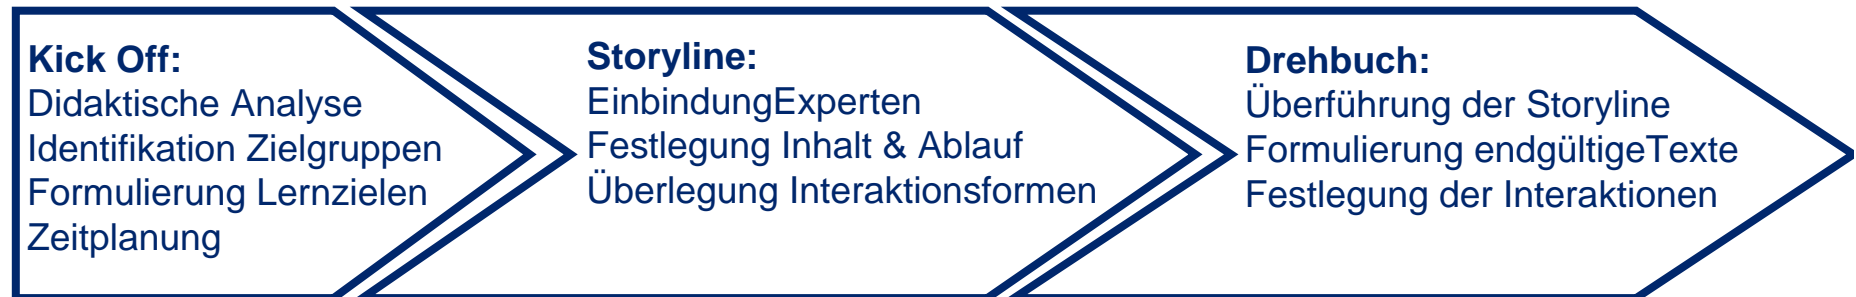 Kick Off:
Didaktische Analyse
Identifikation Zielgruppen
Formulierung Lernzielen
Zeitplanung
Storyline:
EinbindungExperten
Festlegung Inhalt & Ablauf
Überlegung Interaktionsformen
Drehbuch:
Überführung der Storyline
Formulierung endgültigeTexte
Festlegung der Interaktionen